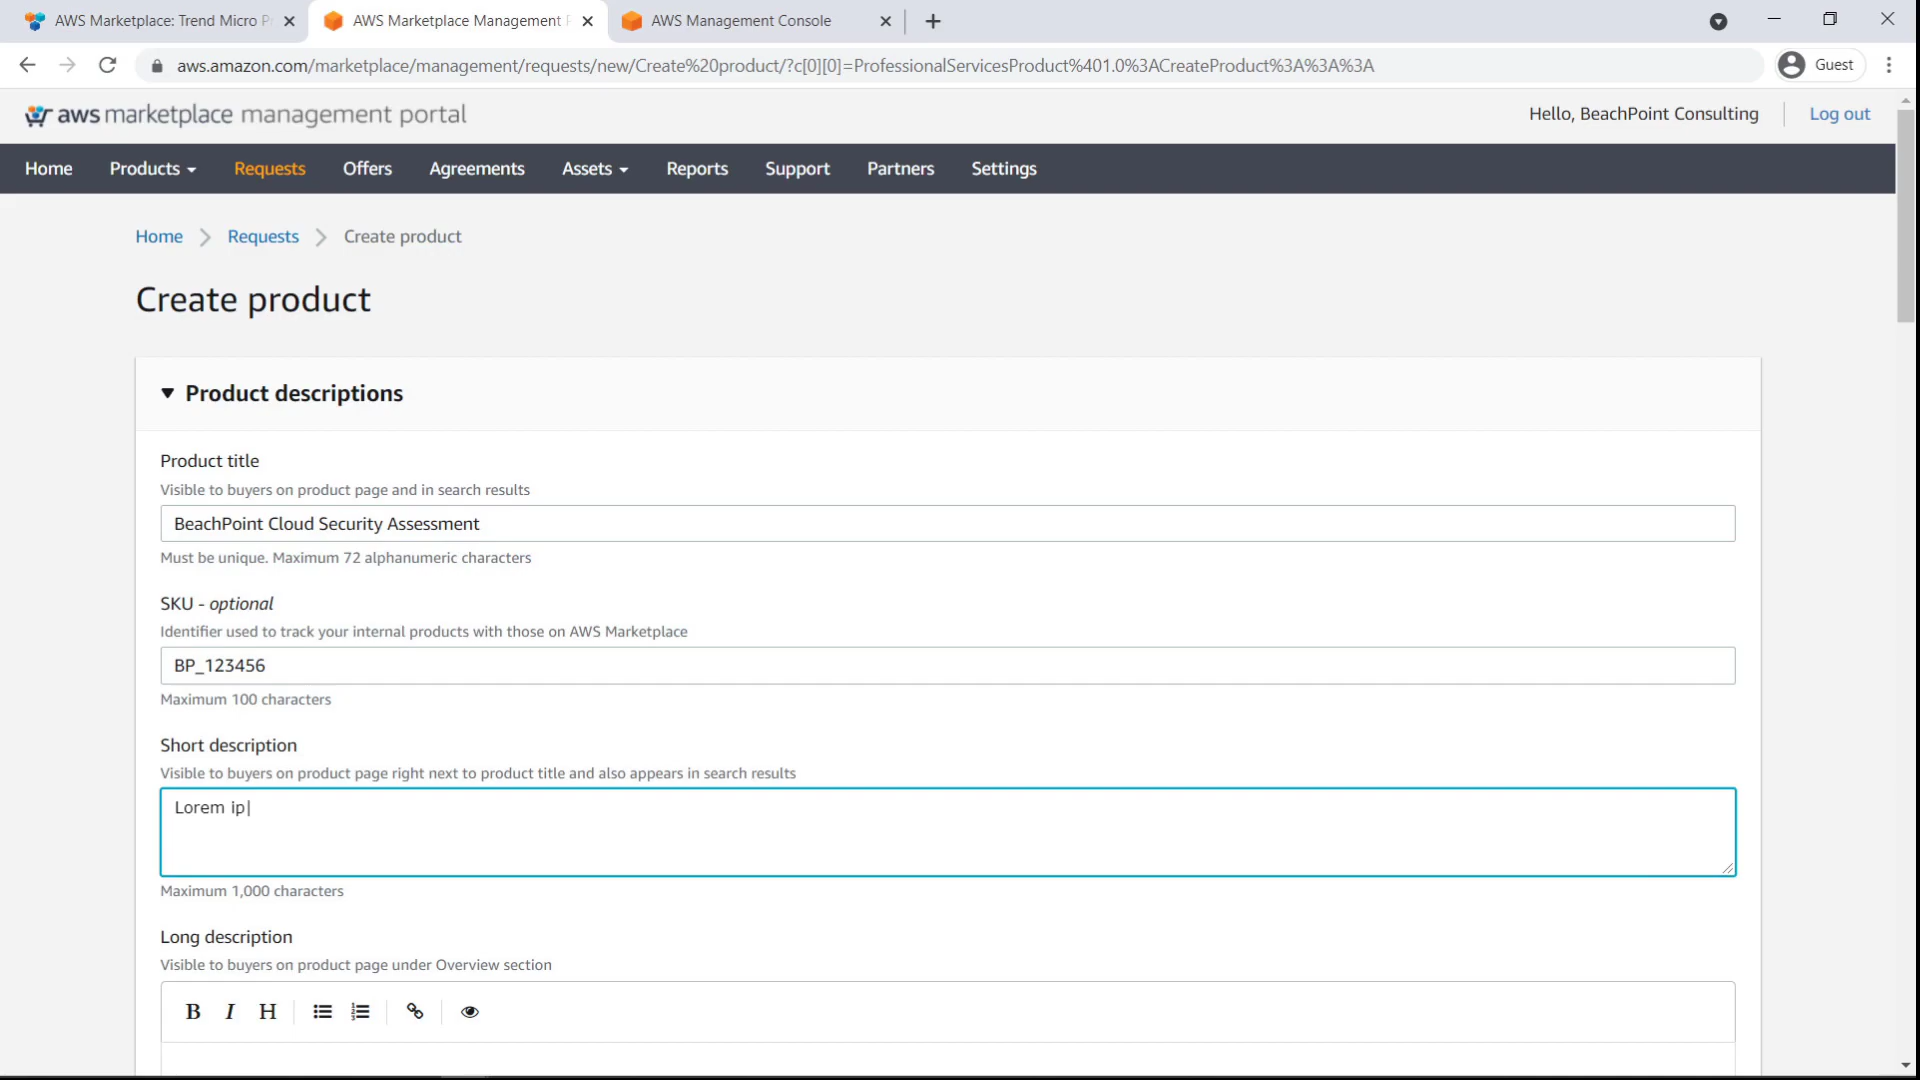 AWS Marketplace: Trend Micro P
AWS Marketplace Management P
AWS Management Console
aws.amazon.com/marketplace/management/requests/new/Create%20product/?c[0][0]=ProfessionalServicesProduct%401.0%3ACreateProduct%3A%3A%3A
Guest
aws marketplace management portal
Hello, BeachPoint Consulting
Log out
Home Products Requests Offers Agreements Assets Reports Support Partners Settings
Home Requests Create product
Create product
Product descriptions
Product title
Visible to buyers on product page and in search results
BeachPoint Cloud Security Assessment
Must be unique. Maximum 72 alphanumeric characters
SKU - optional
Identifier used to track your internal products with those on AWS Marketplace
BP_123456
Maximum 100 characters
Short description
Visible to buyers on product page right next to product title and also appears in search results
Lorem ip
Maximum 1,000 characters
Long description
Visible to buyers on product page under Overview section
B I H